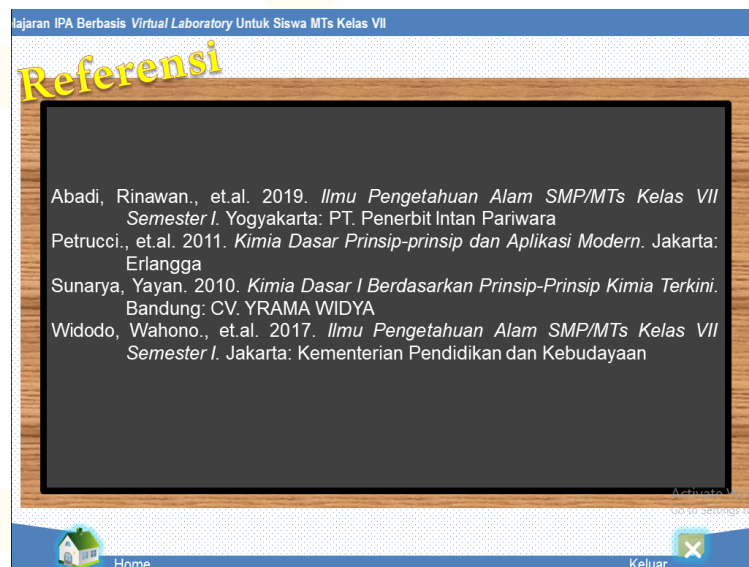 lajaran IPA Berbasis Virtual Laboratory Untuk Siswa MTs Kelas VII
Referensi
Abadi, Rinawan., et.al. 2019. Ilmu Pengetahuan Alam SMP/MTs Kelas VII
Semester I. Yogyakarta: PT. Penerbit Intan Pariwara
Petrucci., et.al. 2011. Kimia Dasar Prinsip-prinsip dan Aplikasi Modern. Jakarta:
Erlangga
Sunarya, Yayan. 2010. Kimia Dasar I Berdasarkan Prinsip-Prinsip Kimia Terkini.
Bandung: CV. YRAMA WIDYA
Widodo, Wahono., et.al. 2017. Ilmu Pengetahuan Alam SMP/MTs Kelas VII
Semester I. Jakarta: Kementerian Pendidikan dan Kebudayaan
Activate
Go to Settings
Home
Keluar